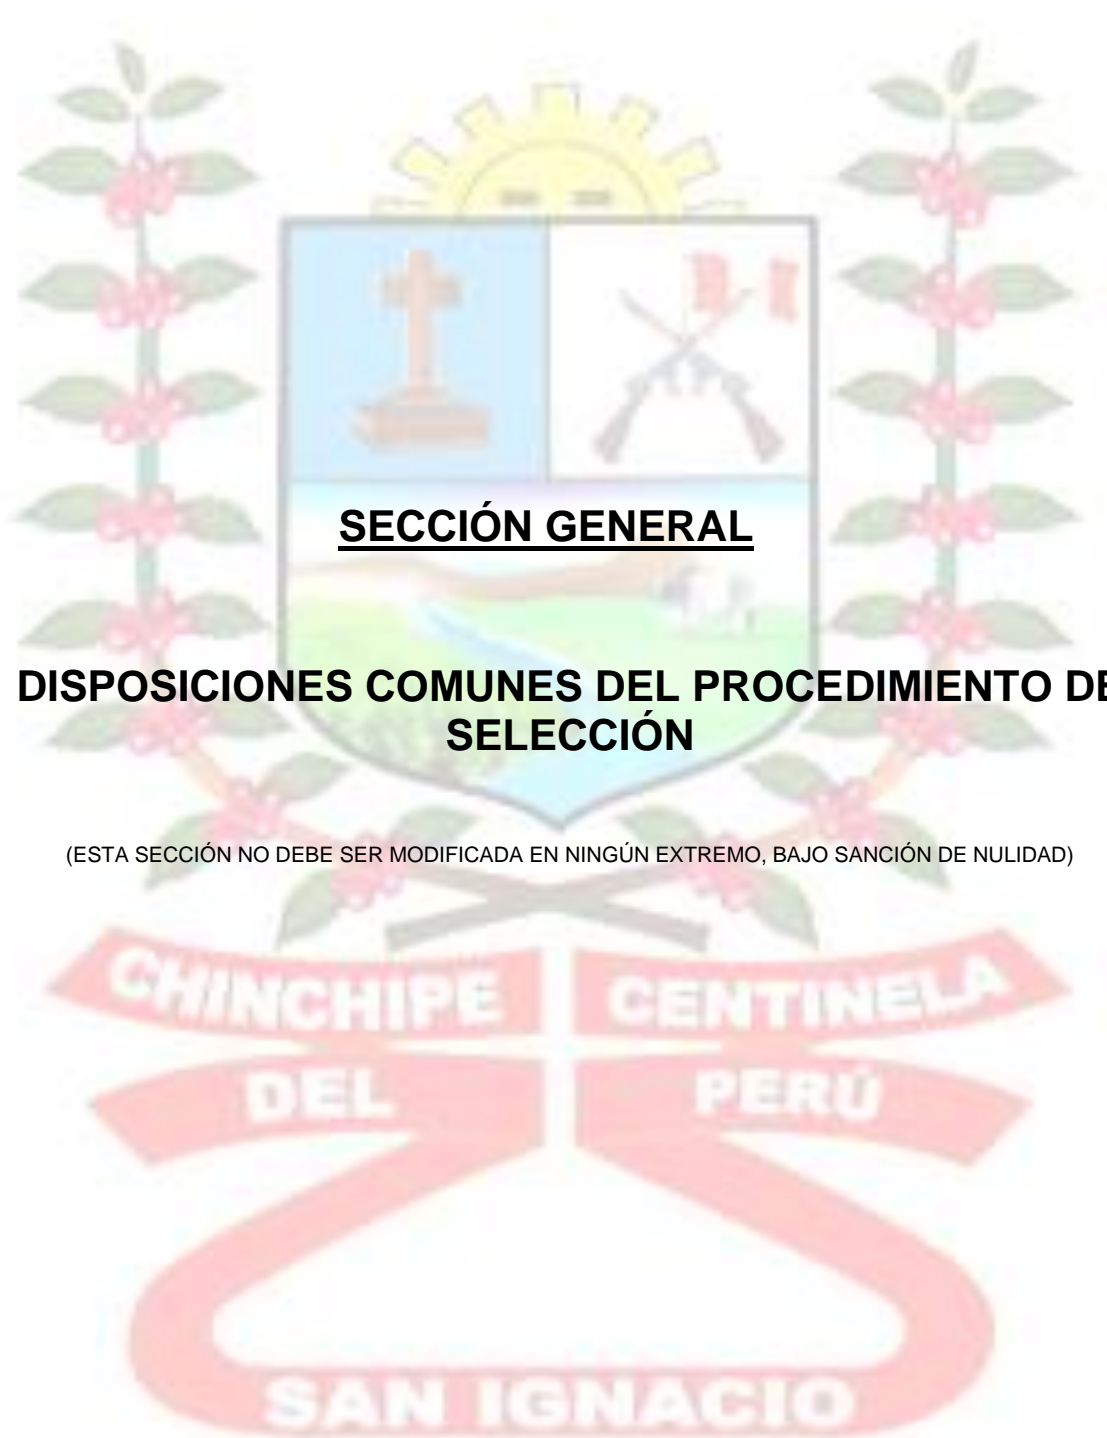 SECCIÓN GENERAL
DISPOSICIONES COMUNES DEL PROCEDIMIENTO DE
SELECCIÓN
(ESTA SECCIÓN NO DEBE SER MODIFICADA EN NINGÚN EXTREMO, BAJO SANCIÓN DE NULIDAD)
CHINCHIPE CENTINELA
DEL PERÚ
SAN IGNACIO